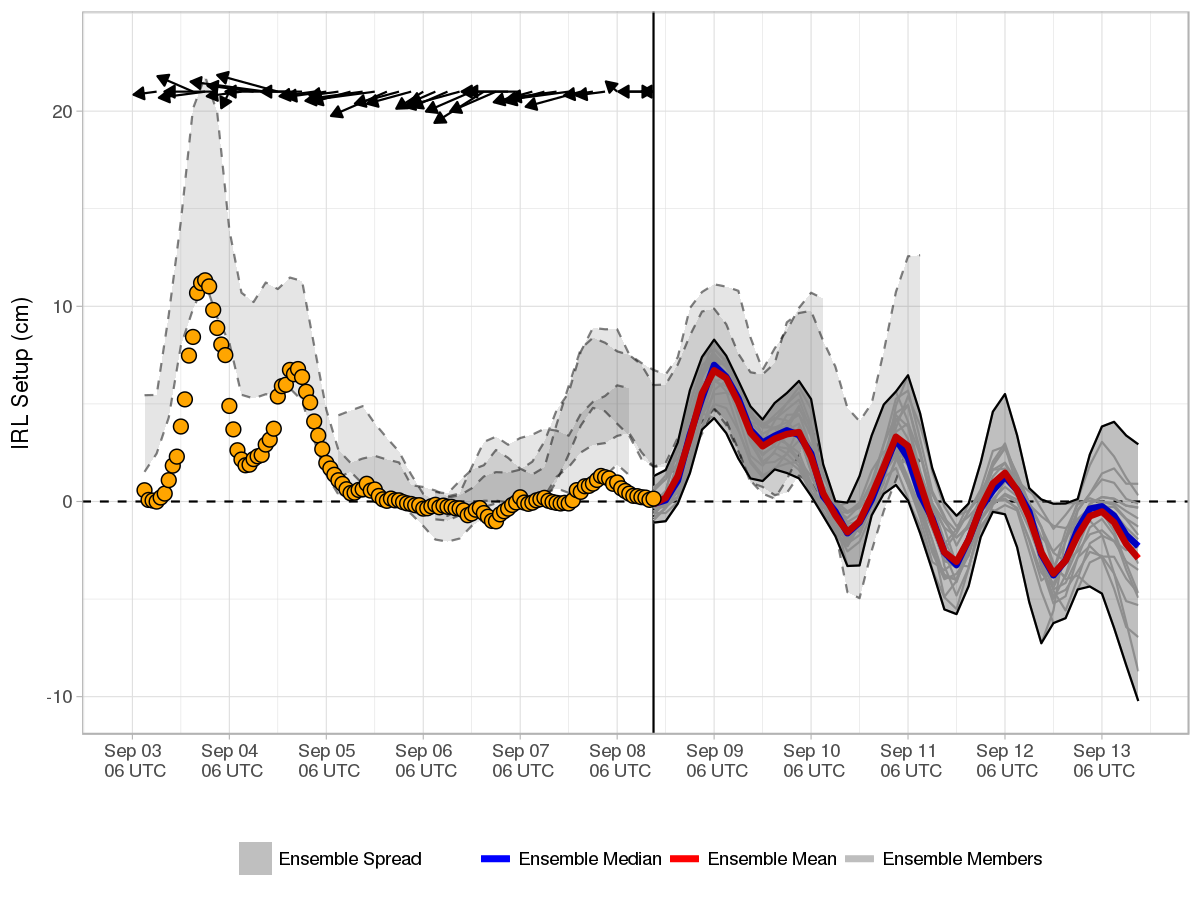 IRL Setup (cm)
20
10
0
-10
Sep 03 Sep 04 Sep 05 Sep 06 Sep 07 Sep 08 Sep 09 Sep 10 Sep 11 Sep 12 Sep 13
06 UTC 06 UTC 06 UTC 06 UTC 06 UTC 06 UTC 06 UTC 06 UTC 06 UTC 06 UTC 06 UTC
Ensemble Spread Ensemble Median Ensemble Mean Ensemble Members